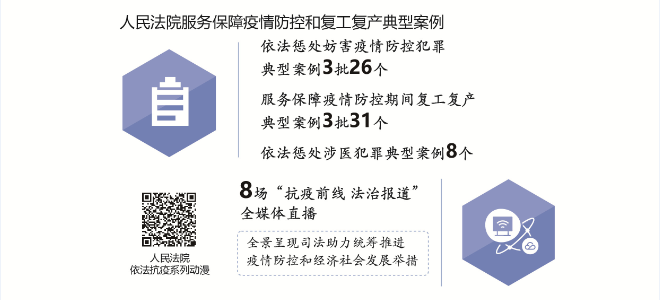 人民法院服务保障疫情防控和复工复产典型案例
依法惩处妨害疫情防控犯罪
典型案例3批26个
服务保障疫情防控期间复工复产
典型案例3批31个
依法惩处涉医犯罪典型案例8个
8场“抗疫前线 法治报道”
全媒体直播
全景呈现司法助力统筹推进
疫情防控和经济社会发展举措
人民法院
依法抗疫系列动漫